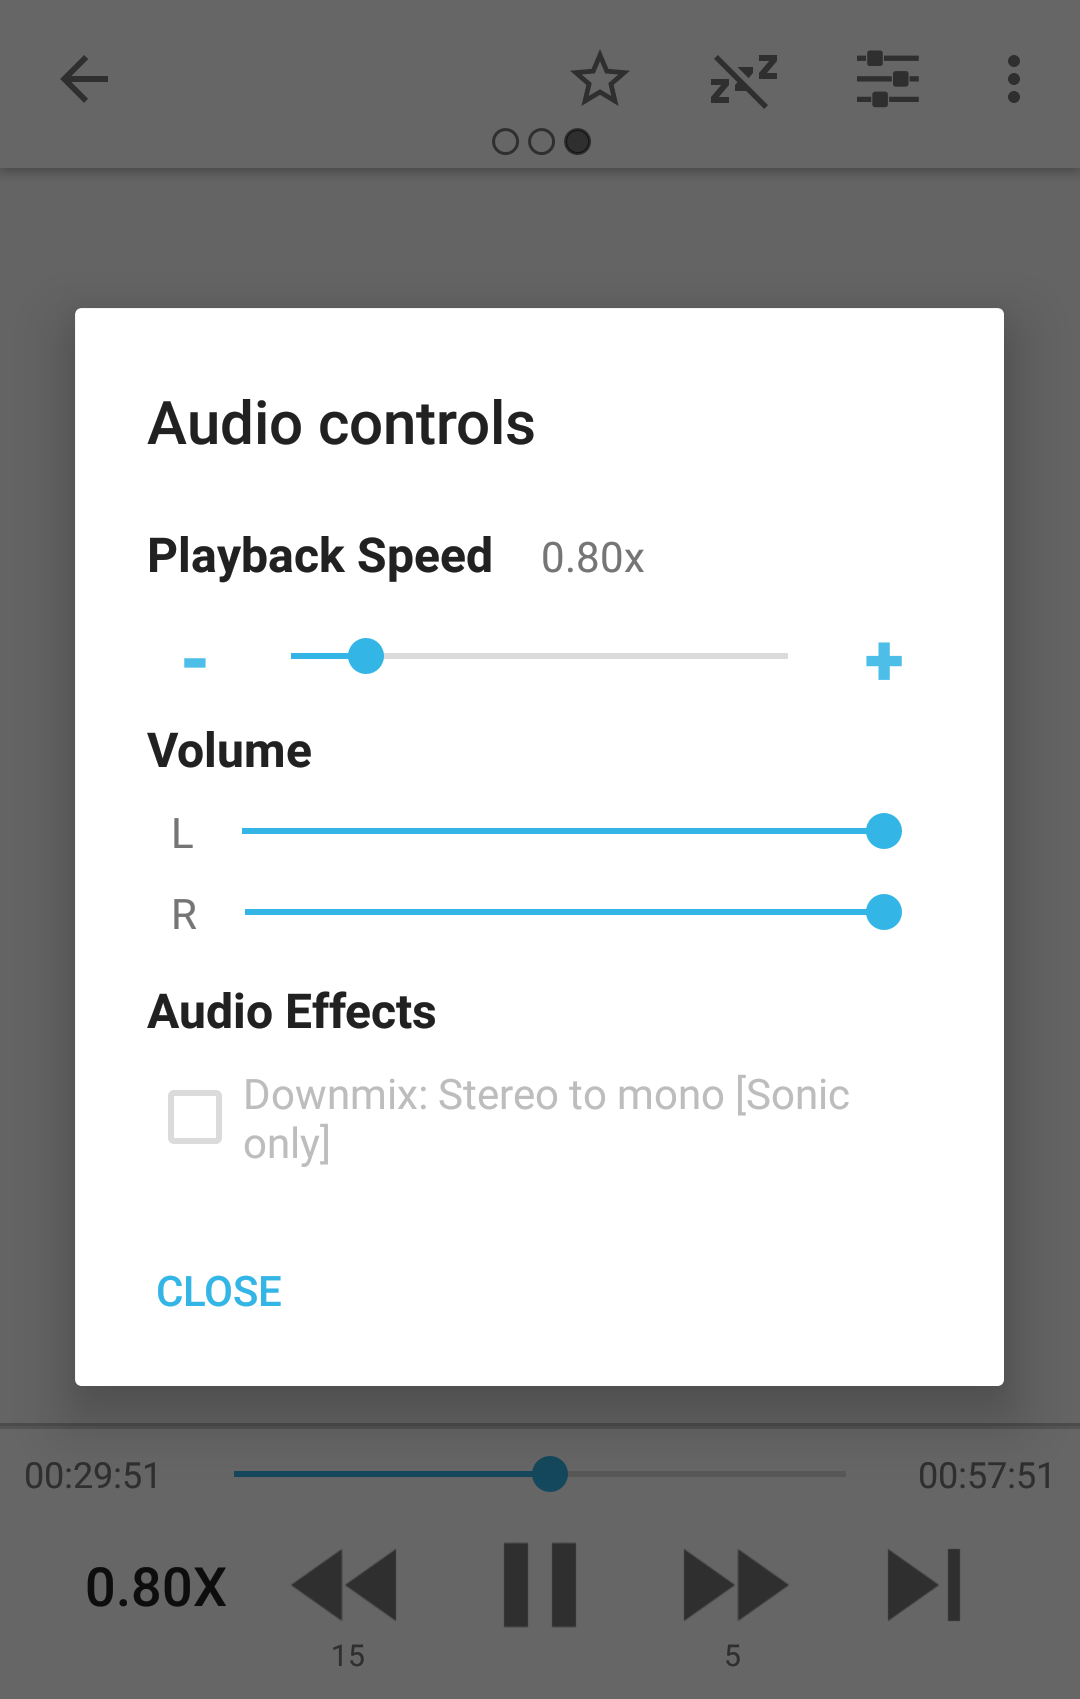 Audio controls
Playback Speed 0.80x
- +
Volume
L
R
Audio Effects
Downmix: Stereo to mono [Sonic
only]
CLOSE
00:29:51 00:57:51
0.80X
15 5